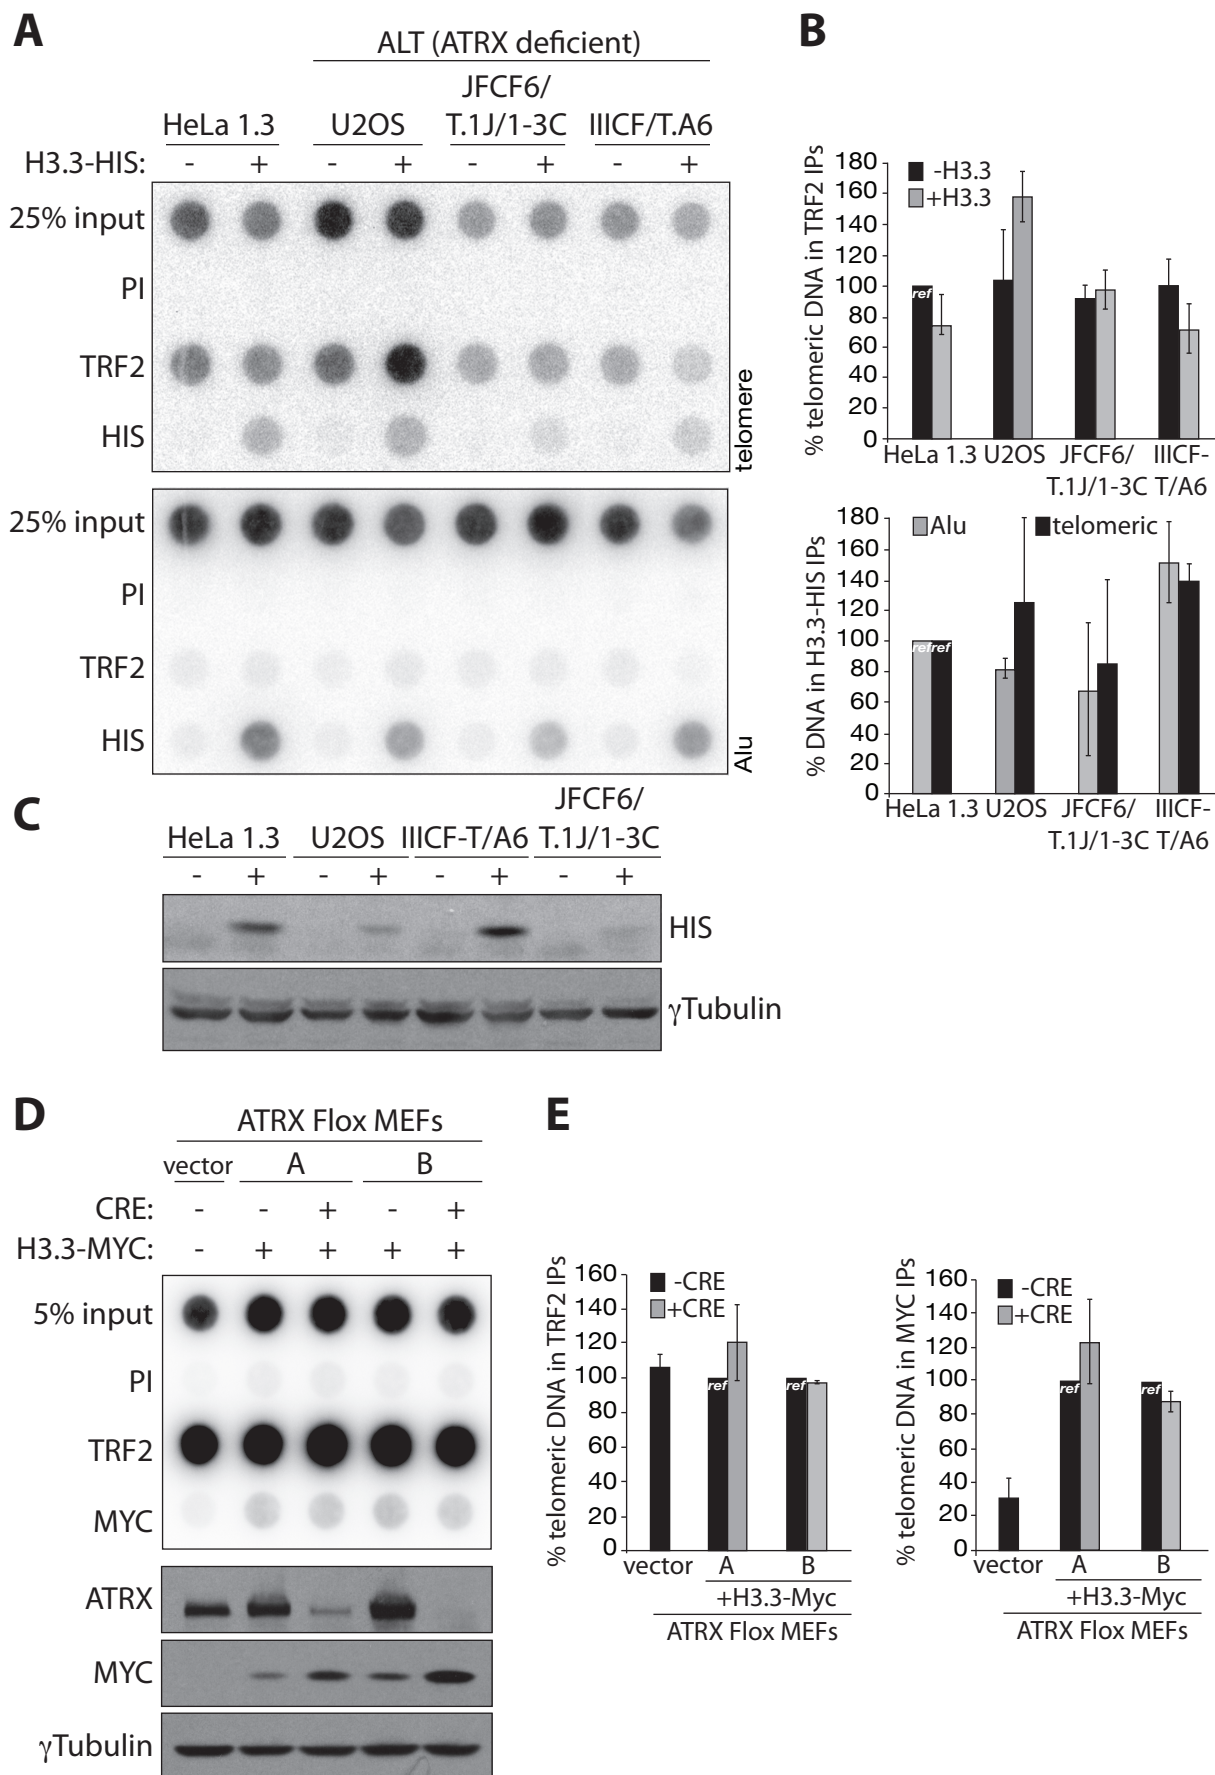 A
ALT (ATRX deficient)
JFCF6/
HeLa 1.3 U2OS T.1J/1-3C IIICF/T.A6
H3.3-HIS: - + - + - + - +
25% input
PI
TRF2
HIS
telomere
25% input
PI
TRF2
HIS
Alu
B
% telomeric DNA in TRF2 IPs
180
160
140
120
100
80
60
40
20
0
-H3.3
+H3.3
ref
HeLa 1.3 U2OS JFCF6/ IIICF-
T.1J/1-3C T/A6
% DNA in H3.3-HIS IPs
180
160
140
120
100
80
60
40
20
0
Alu telomeric
ref ref
HeLa 1.3 U2OS JFCF6/ IIICF-
T.1J/1-3C T/A6
C
JFCF6/
HeLa 1.3 U2OS IIICF-T/A6 T.1J/1-3C
- + - + - + - +
HIS
γTubulin
D
ATRX Flox MEFs
vector A B
CRE: - - + - +
H3.3-MYC: - + + + +
5% input
PI
TRF2
MYC
ATRX
MYC
γTubulin
E
% telomeric DNA in TRF2 IPs
160
140
120
100
80
60
40
20
0
-CRE
+CRE
ref ref
vector A B
+H3.3-Myc
ATRX Flox MEFs
% telomeric DNA in MYC IPs
160
140
120
100
80
60
40
20
0
-CRE
+CRE
ref ref
vector A B
+H3.3-Myc
ATRX Flox MEFs